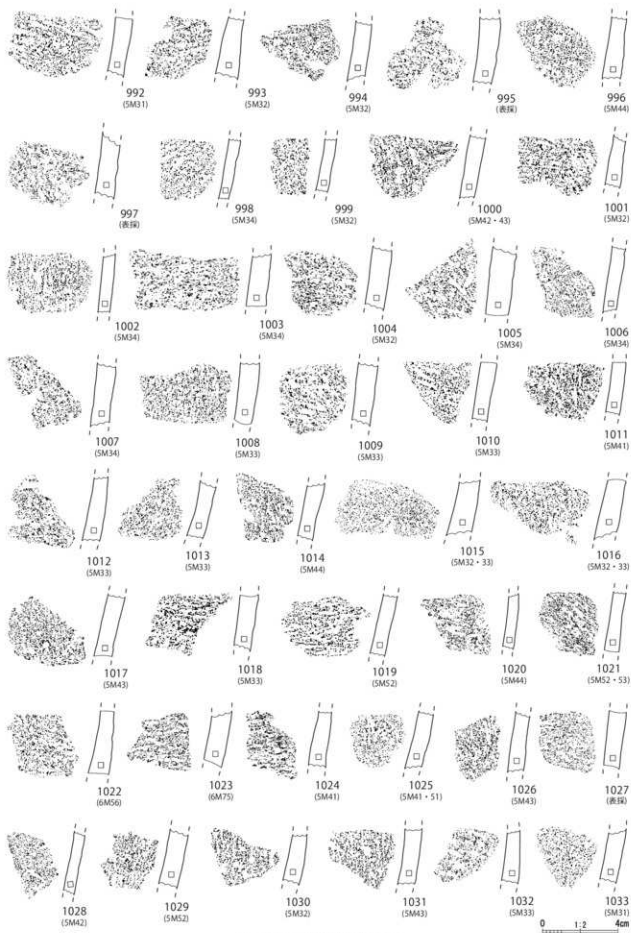 992
(5M31)
993
(5M32)
994
(5M32)
995
(表採)
996
(5M44)
997
(表採)
998
(5M34)
999
(5M32)
1000
(5M42・43)
1001
(5M32)
1002
(5M34)
1003
(5M34)
1004
(5M32)
1005
(5M34)
1006
(5M34)
1007
(5M34)
1008
(5M33)
1009
(5M33)
1010
(5M33)
1011
(5M41)
1012
(5M33)
1013
(5M33)
1014
(5M44)
1015
(5M32・33)
1016
(5M32・33)
1017
(5M43)
1018
(5M33)
1019
(5M52)
1020
(5M44)
1021
(5M52・53)
1022
(6M56)
1023
(6M75)
1024
(5M41)
1025
(5M41・51)
1026
(5M43)
1027
(表採)
1028
(5M42)
1029
(5M52)
1030
(5M32)
1031
(5M43)
1032
(5M33)
1033
(5M31)
0 1:2 4cm